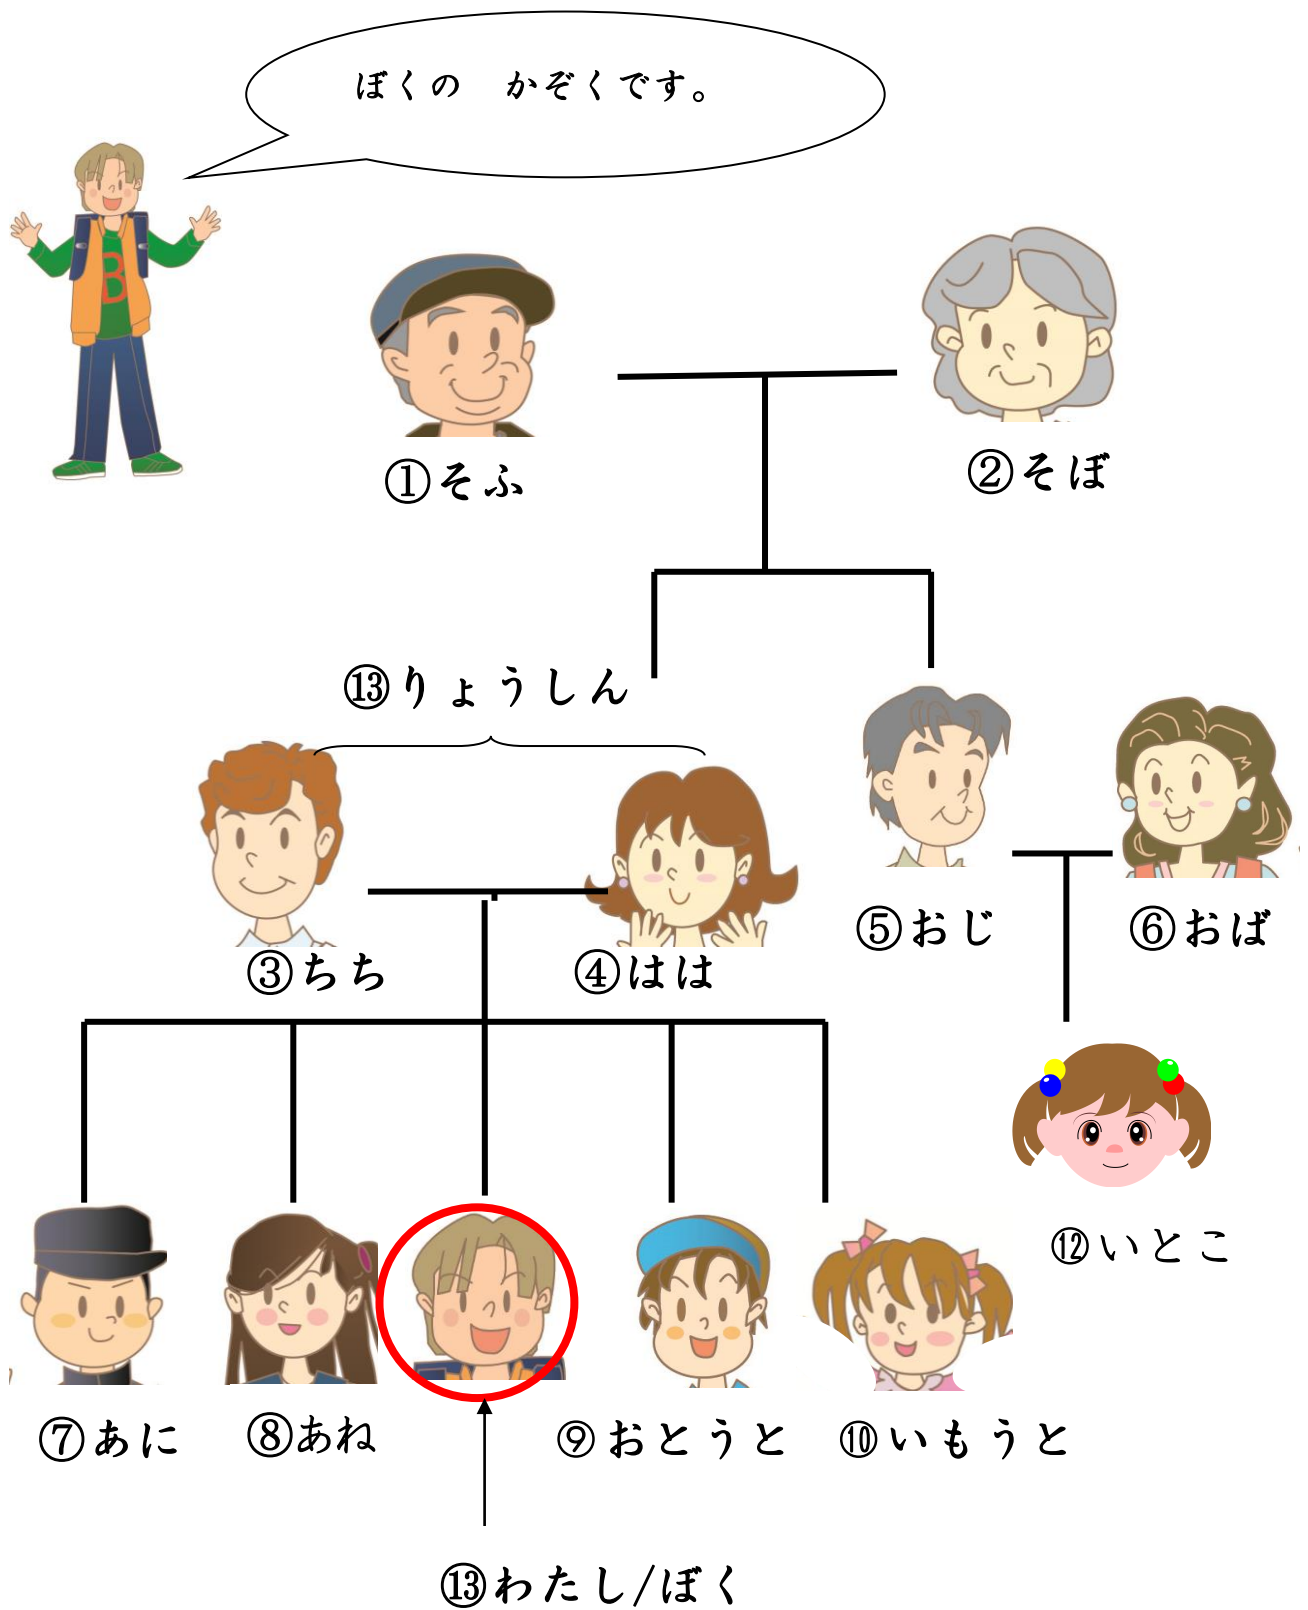 ぼくの　かぞくです。
①そふ
②そぼ
⑬りょうしん
③ちち
④はは
⑤おじ
⑥おば
⑫いとこ
⑦あに
⑧あね
⑨おとうと
⑩いもうと
⑬わたし/ぼく
B